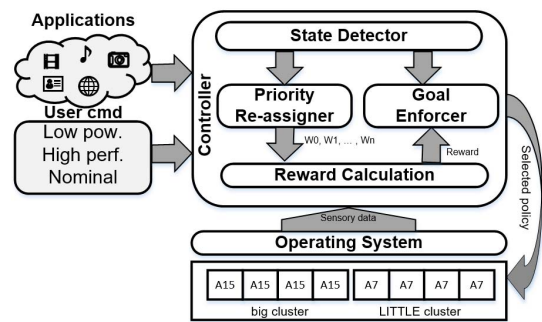 Applications
User cmd
Low pow.
High perf.
Nominal
Controller
State Detector
Priority
Re-assigner
Goal
Enforcer
W0, W1, ... , Wn
Reward
Reward Calculation
Selected policy
Sensory data
Operating System
A15 A15 A15 A15 A7 A7 A7 A7
big cluster LITTLE cluster